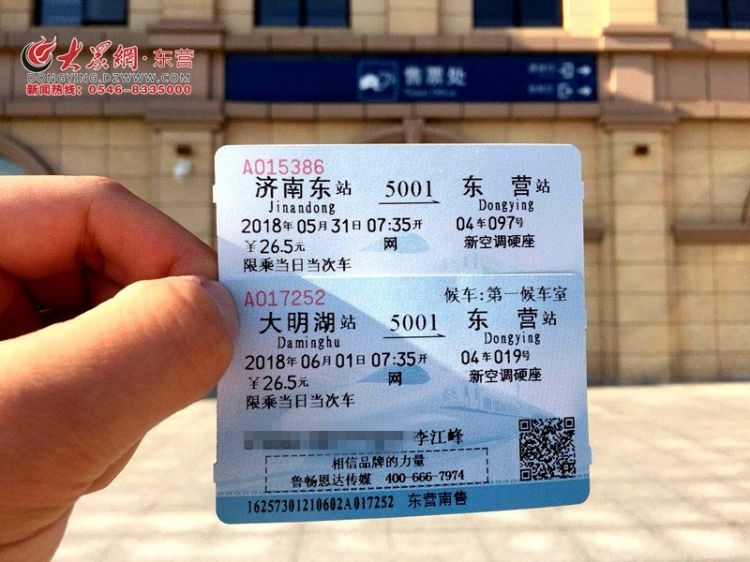 大众網·东营
DONGYING.DZWWW.COM
新闻热线: 0546-8335000
售票处
A015386
济南东站 5001 东营站
Jinandong Dongying
2018年05月31日07:35开 04车097号
￥26.5元 网 新空调硬座
限乘当日当次车
A017252 候车:第一候车室
大明湖站 5001 东营站
Daminghu Dongying
2018年06月01日07:35开 04车019号
￥26.5元 网 新空调硬座
限乘当日当次车
李江峰
相信品牌的力量
鲁畅恩达传媒 400-666-7974
16257301210602A017252 东营南售